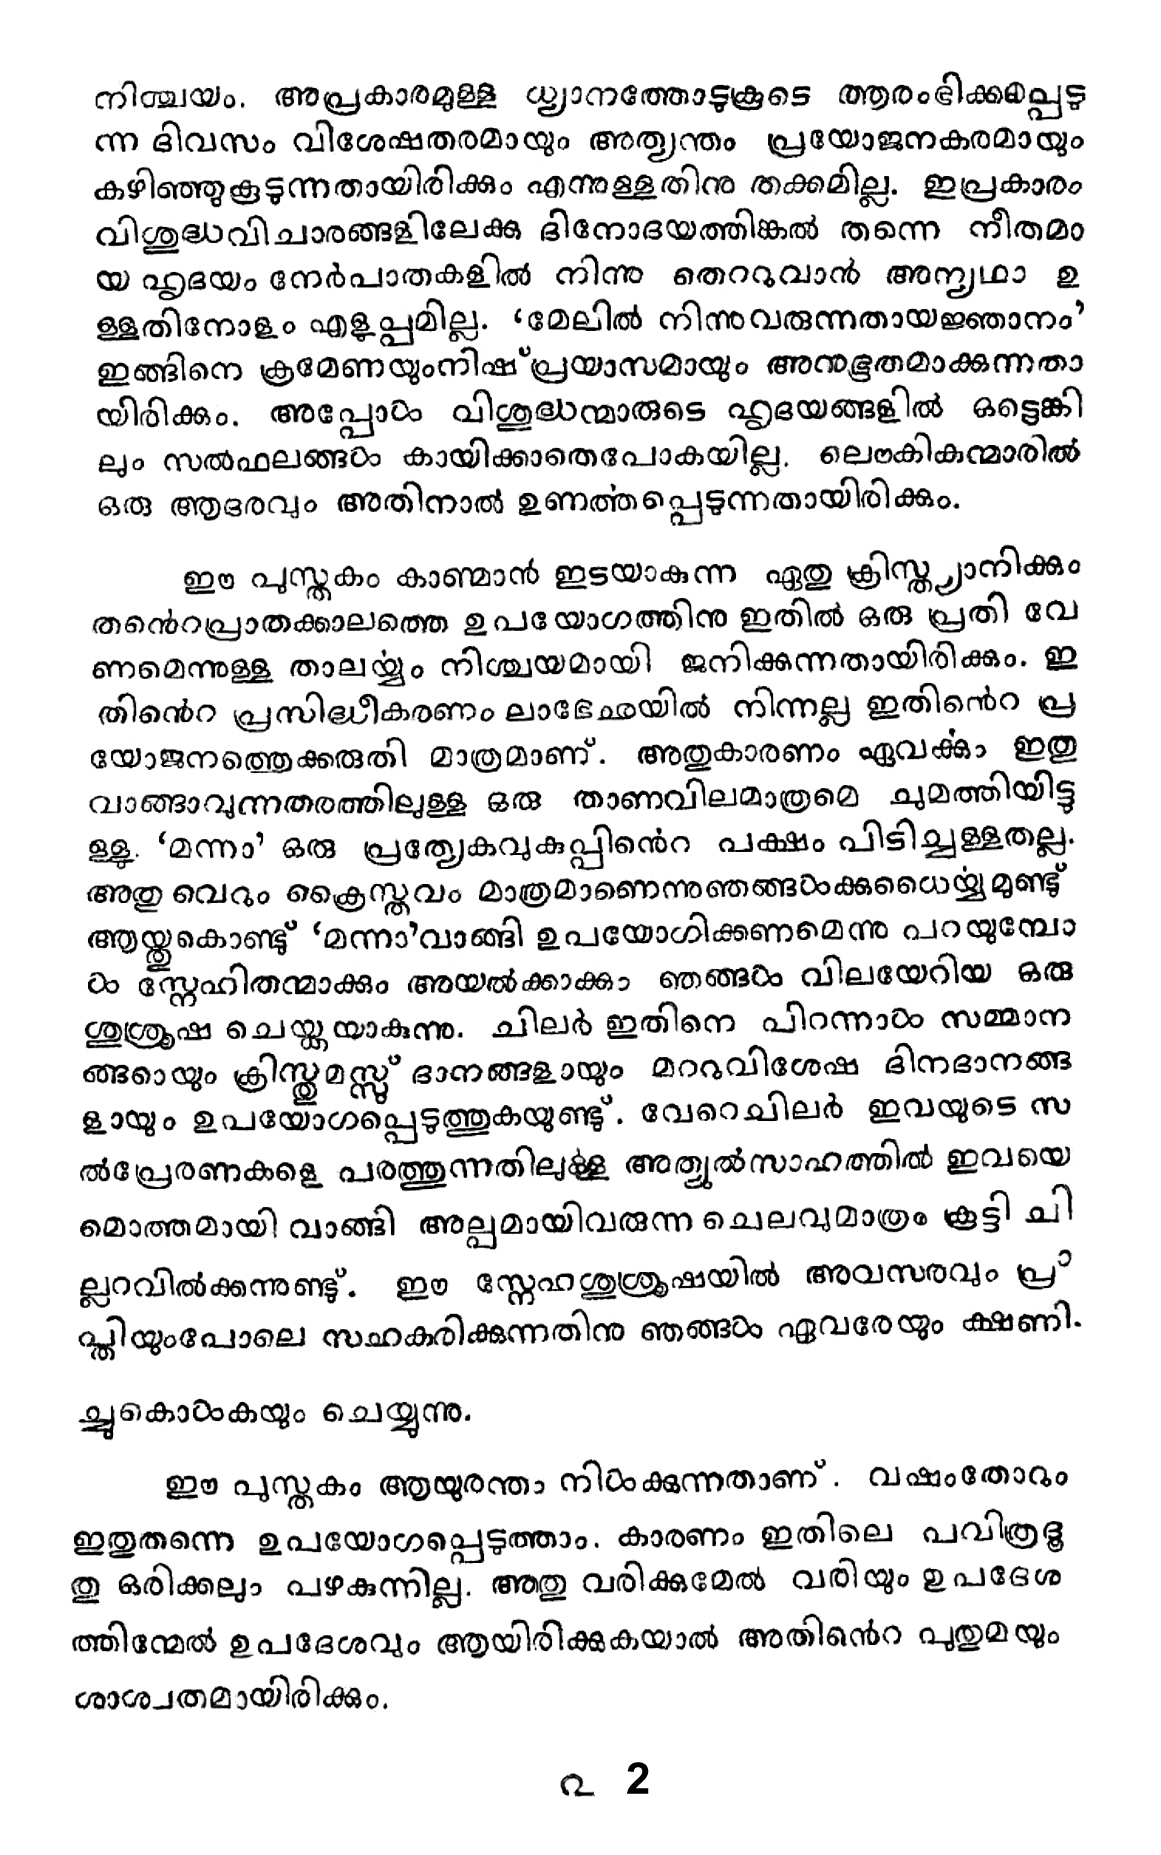 നിശ്ചയം. അപ്രകാരമുള്ള ധ്യാനത്തോടുകൂടെ ആരംഭിക്കപ്പെടു
ന്ന ദിവസം വിശേഷതരമായും അത്യന്തം പ്രയോജനകരമായും
കഴിഞ്ഞുകൂടുന്നതായിരിക്കും എന്നുള്ളതിനു തക്കമില്ല. ഇപ്രകാരം
വിശുദ്ധവിചാരങ്ങളിലേക്കു ദിനോദയത്തിങ്കൽ തന്നെ നീതമാ
യ ഹൃദയം നേർപാതകളിൽ നിന്നു തെററുവാൻ അന്യഥാ ഉ
ള്ളതിനോളം എളുപ്പമില്ല. ‘മേലിൽ നിന്നുവരുന്നതായജ്ഞാനം’
ഇങ്ങിനെ ക്രമേണയുംനിഷ്പ്രയാസമായും അനുഭൂതമാക്കുന്നതാ
യിരിക്കും. അപ്പോൾ വിശുദ്ധന്മാരുടെ ഹൃദയങ്ങളിൽ ഒട്ടെങ്കി
ലും സൽഫലങ്ങൾ കായിക്കാതെപോകയില്ല. ലൌകികന്മാരിൽ
ഒരു ആദരവും അതിനാൽ ഉണൎത്തപ്പെടുന്നതായിരിക്കും.
ഈ പുസ്തകം കാണ്മാൻ ഇടയാകുന്ന ഏതു ക്രിസ്ത്യാനിക്കും
തൻെറപ്രാതക്കാലത്തെ ഉപയോഗത്തിനു ഇതിൽ ഒരു പ്രതി വേ
ണമെന്നുള്ള താല്പൎയ്യം നിശ്ചയമായി ജനിക്കുന്നതായിരിക്കും. ഇ
തിൻെറ പ്രസിദ്ധീകരണം ലാഭേഛയിൽ നിന്നല്ല ഇതിൻെറ പ്ര
യോജനത്തെക്കരുതി മാത്രമാണ്. അതുകാരണം ഏവൎക്കും ഇതു
വാങ്ങാവുന്നതരത്തിലുള്ള ഒരു താണവിലമാത്രമെ ചുമത്തിയിട്ടു
ള്ളു. ‘മന്നാ’ ഒരു പ്രത്യേകവകുപ്പിൻെറ പക്ഷം പിടിച്ചുള്ളതല്ല.
അതു വെറും ക്രൈസ്തവം മാത്രമാണെന്നുഞങ്ങൾക്കുധൈൎയ്യമുണ്ടു്
ആയ്തുകൊണ്ടു് ‘മന്നാ’വാങ്ങി ഉപയോഗിക്കണമെന്നു പറയുമ്പോ
ൾ സ്നേഹിതന്മാക്കും അയൽക്കാക്കും ഞങ്ങൾ വിലയേറിയ ഒരു
ശുശ്രൂഷ ചെയ്കയാകുന്നു. ചിലർ ഇതിനെ പിറന്നാൾ സമ്മാന
ങ്ങളായും ക്രിസ്തുമസ്സ് ദാനങ്ങളായും മററുവിശേഷ ദിനദാനങ്ങ
ളായും ഉപയോഗപ്പെടുത്തുകയുണ്ടു്. വേറെചിലർ ഇവയുടെ സ
ൽപ്രേരണകളെ പരത്തുന്നതിലുള്ള അത്യുൽസാഹത്തിൽ ഇവയെ
മൊത്തമായി വാങ്ങി അല്പമായിവരുന്ന ചെലവുമാത്രം കൂട്ടി ചി
ല്ലറവിൽക്കന്നുണ്ടു്. ഈ സ്നേഹശുശ്രൂഷയിൽ അവസരവും പ്രാ
പ്തിയുംപോലെ സഹകരിക്കുന്നതിനു ഞങ്ങൾ ഏവരേയും ക്ഷണി.
ച്ചുകൊൾകയും ചെയ്യുന്നു.
ഈ പുസ്തകം ആയുരന്തം നിൾക്കുന്നതാണ്. വഷംതോറും
ഇതുതന്നെ ഉപയോഗപ്പെടുത്താം. കാരണം ഇതിലെ പവിത്രദൂ
തു ഒരിക്കലും പഴകുന്നില്ല. അതു വരിക്കുമേൽ വരിയും ഉപദേശ
ത്തിന്മേൽ ഉപദേശവും ആയിരിക്കുകയാൽ അതിൻെറ പുതുമയും
ശാശ്വതമായിരിക്കും.
൨ 2